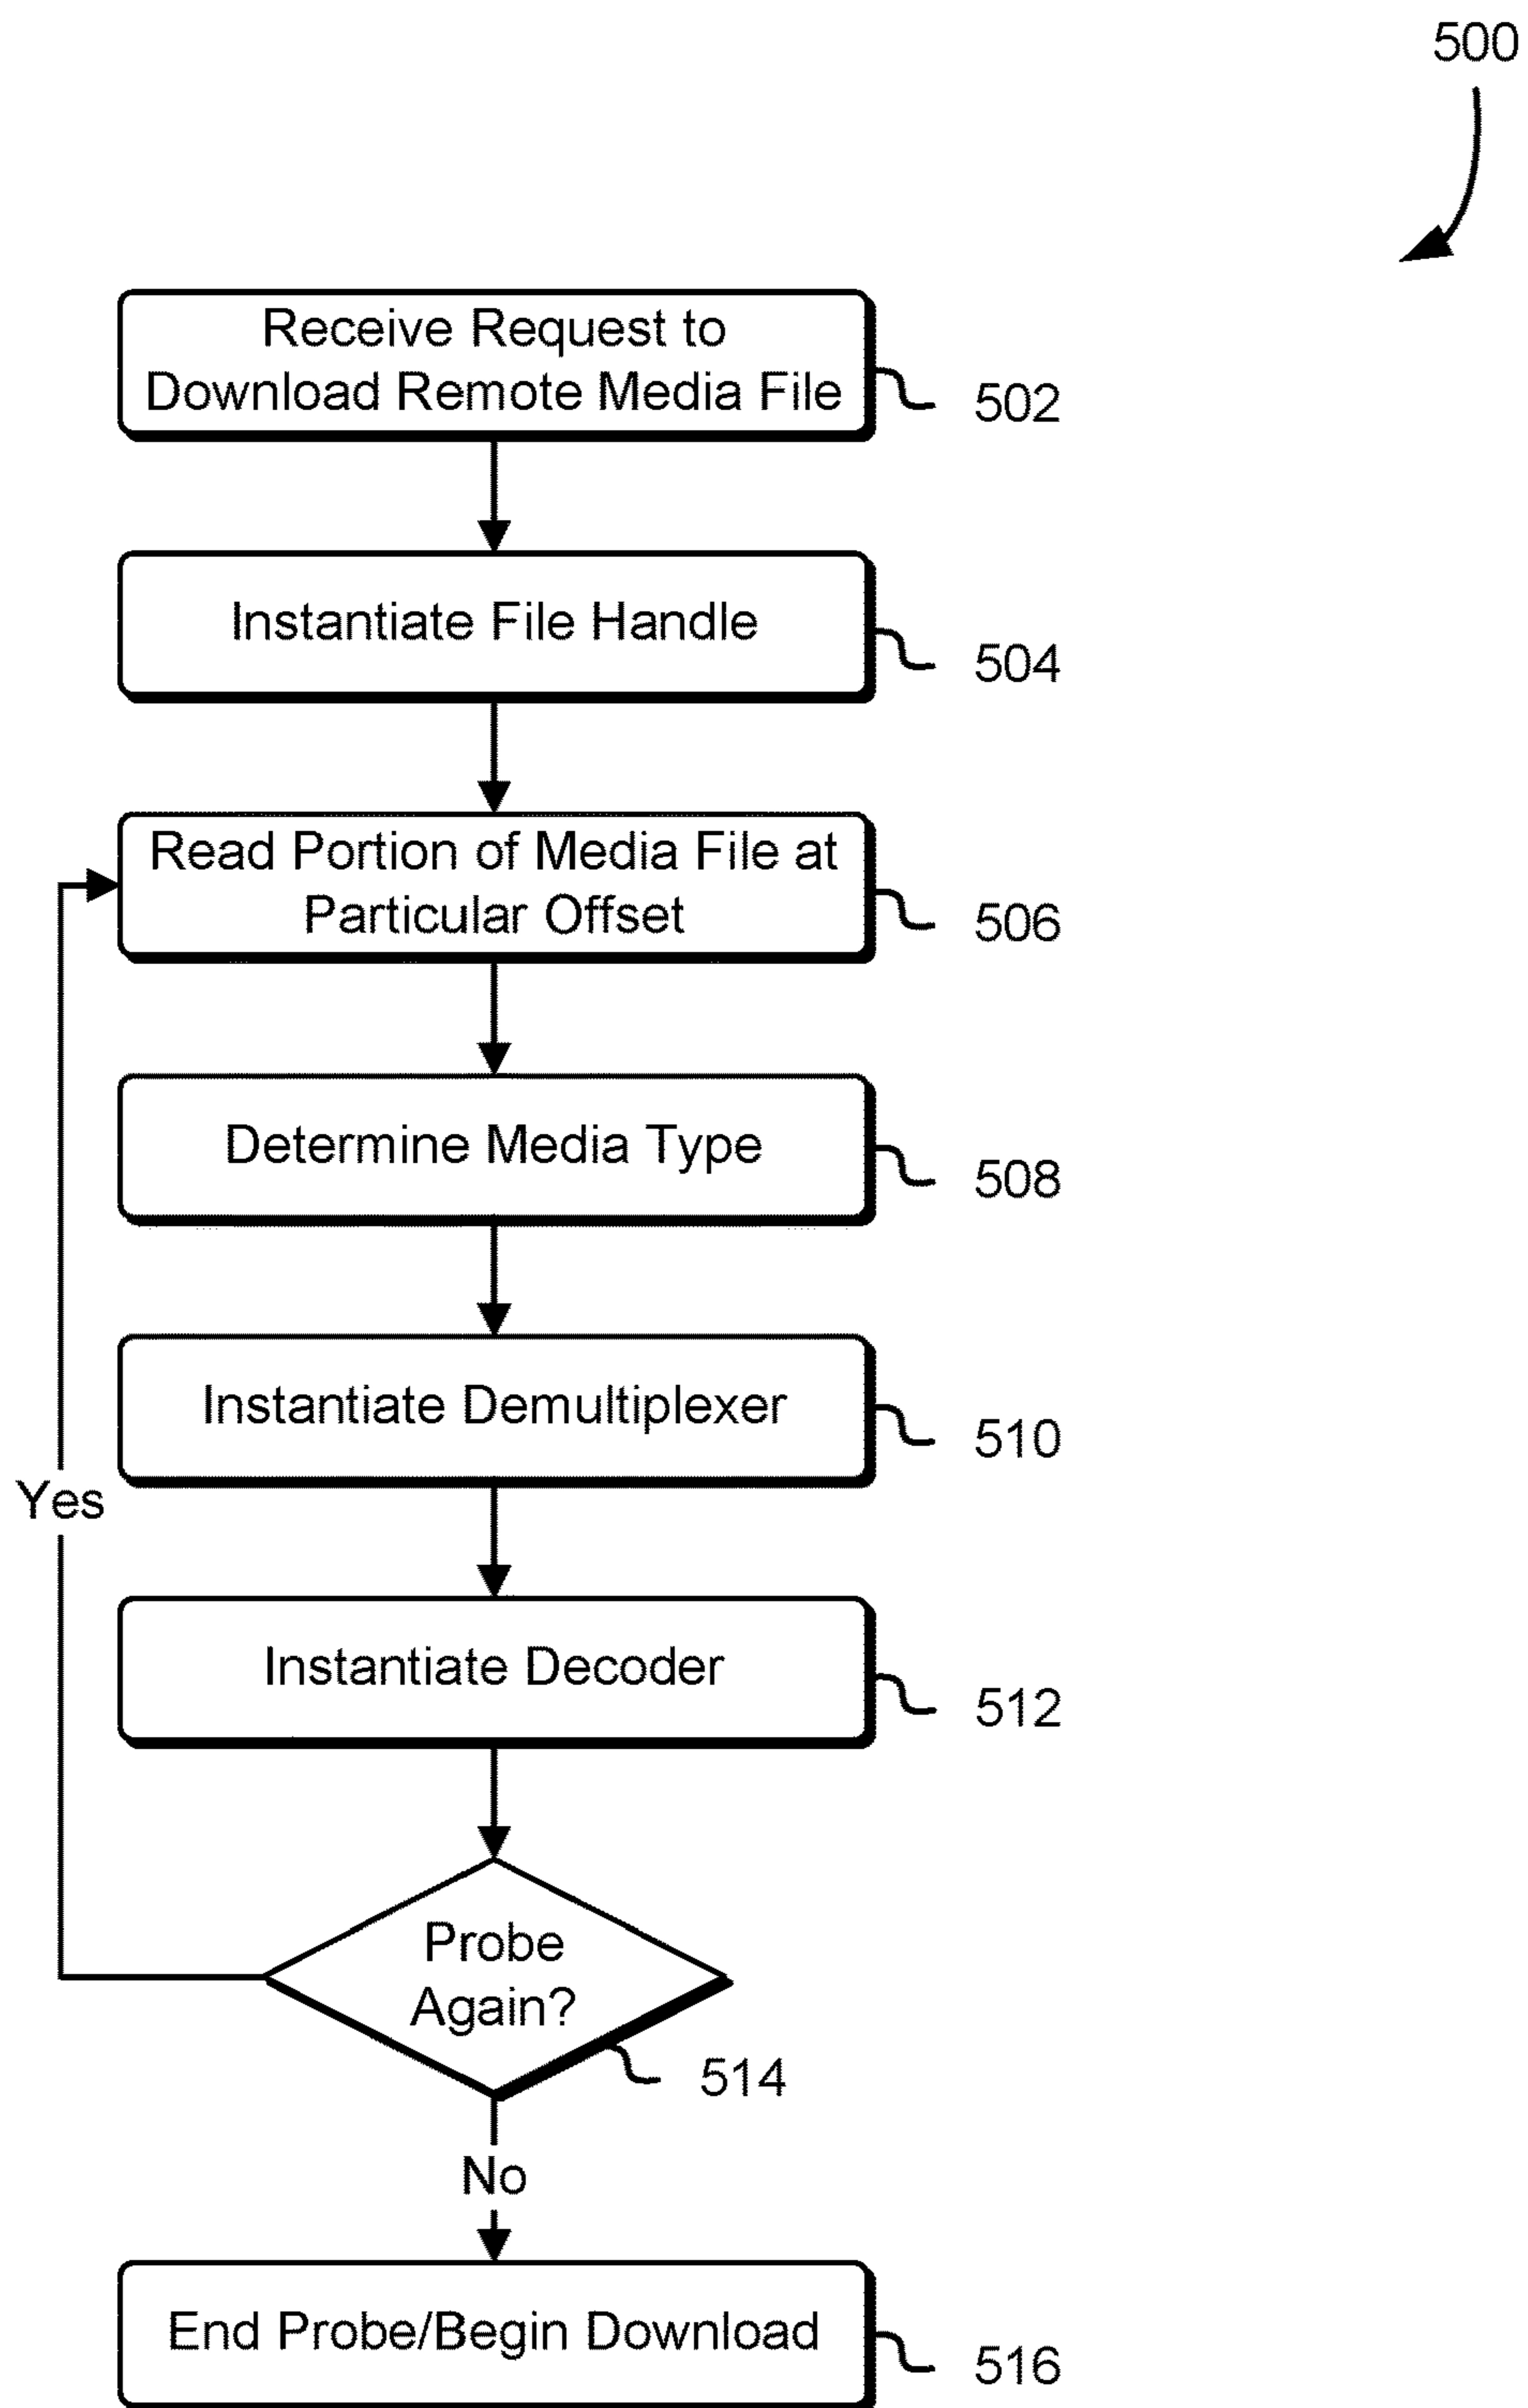 500
Receive Request to
Download Remote Media File
502
Instantiate File Handle
504
Read Portion of Media File at
Particular Offset
506
Determine Media Type
508
Instantiate Demultiplexer
510
Yes
Instantiate Decoder
512
Probe
Again?
514
No
End Probe/Begin Download
516